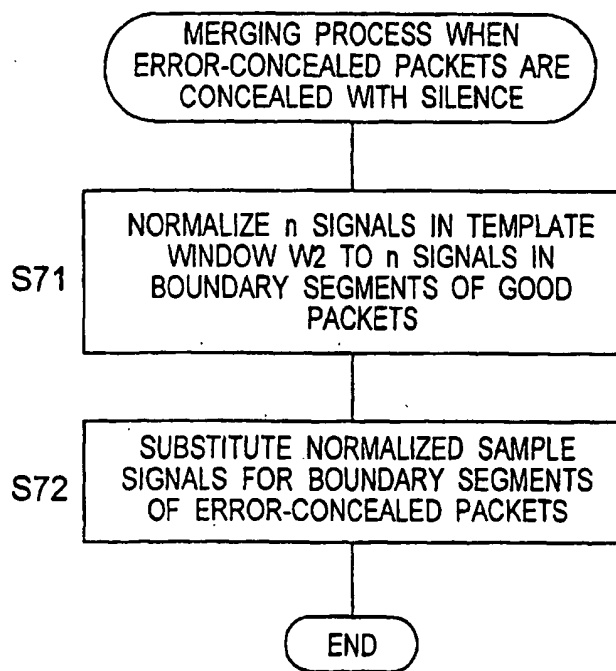 MERGING PROCESS WHEN
ERROR-CONCEALED PACKETS ARE
CONCEALED WITH SILENCE
S71
NORMALIZE n SIGNALS IN TEMPLATE
WINDOW W2 TO n SIGNALS IN
BOUNDARY SEGMENTS OF GOOD
PACKETS
S72
SUBSTITUTE NORMALIZED SAMPLE
SIGNALS FOR BOUNDARY SEGMENTS
OF ERROR-CONCEALED PACKETS
END